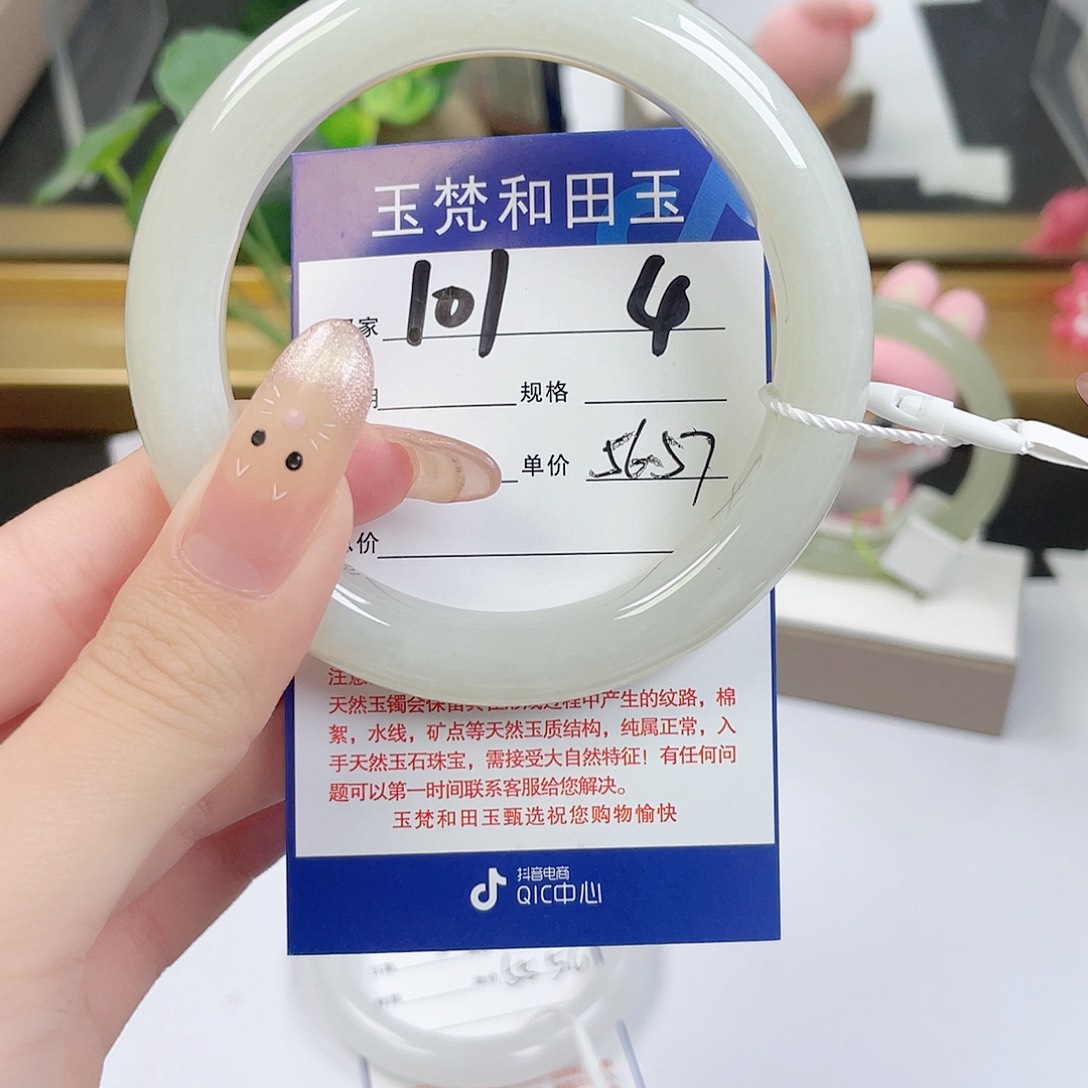 玉梵和田玉
家 101 4
规格
单价 5657
价
注意
天然玉镯会保留其在形成过程中产生的纹路，棉
絮，水线，矿点等天然玉质结构，纯属正常，入
手天然玉石珠宝，需接受大自然特征！有任何问
题可以第一时间联系客服给您解决。
玉梵和田玉甄选祝您购物愉快
抖音电商
QIC中心